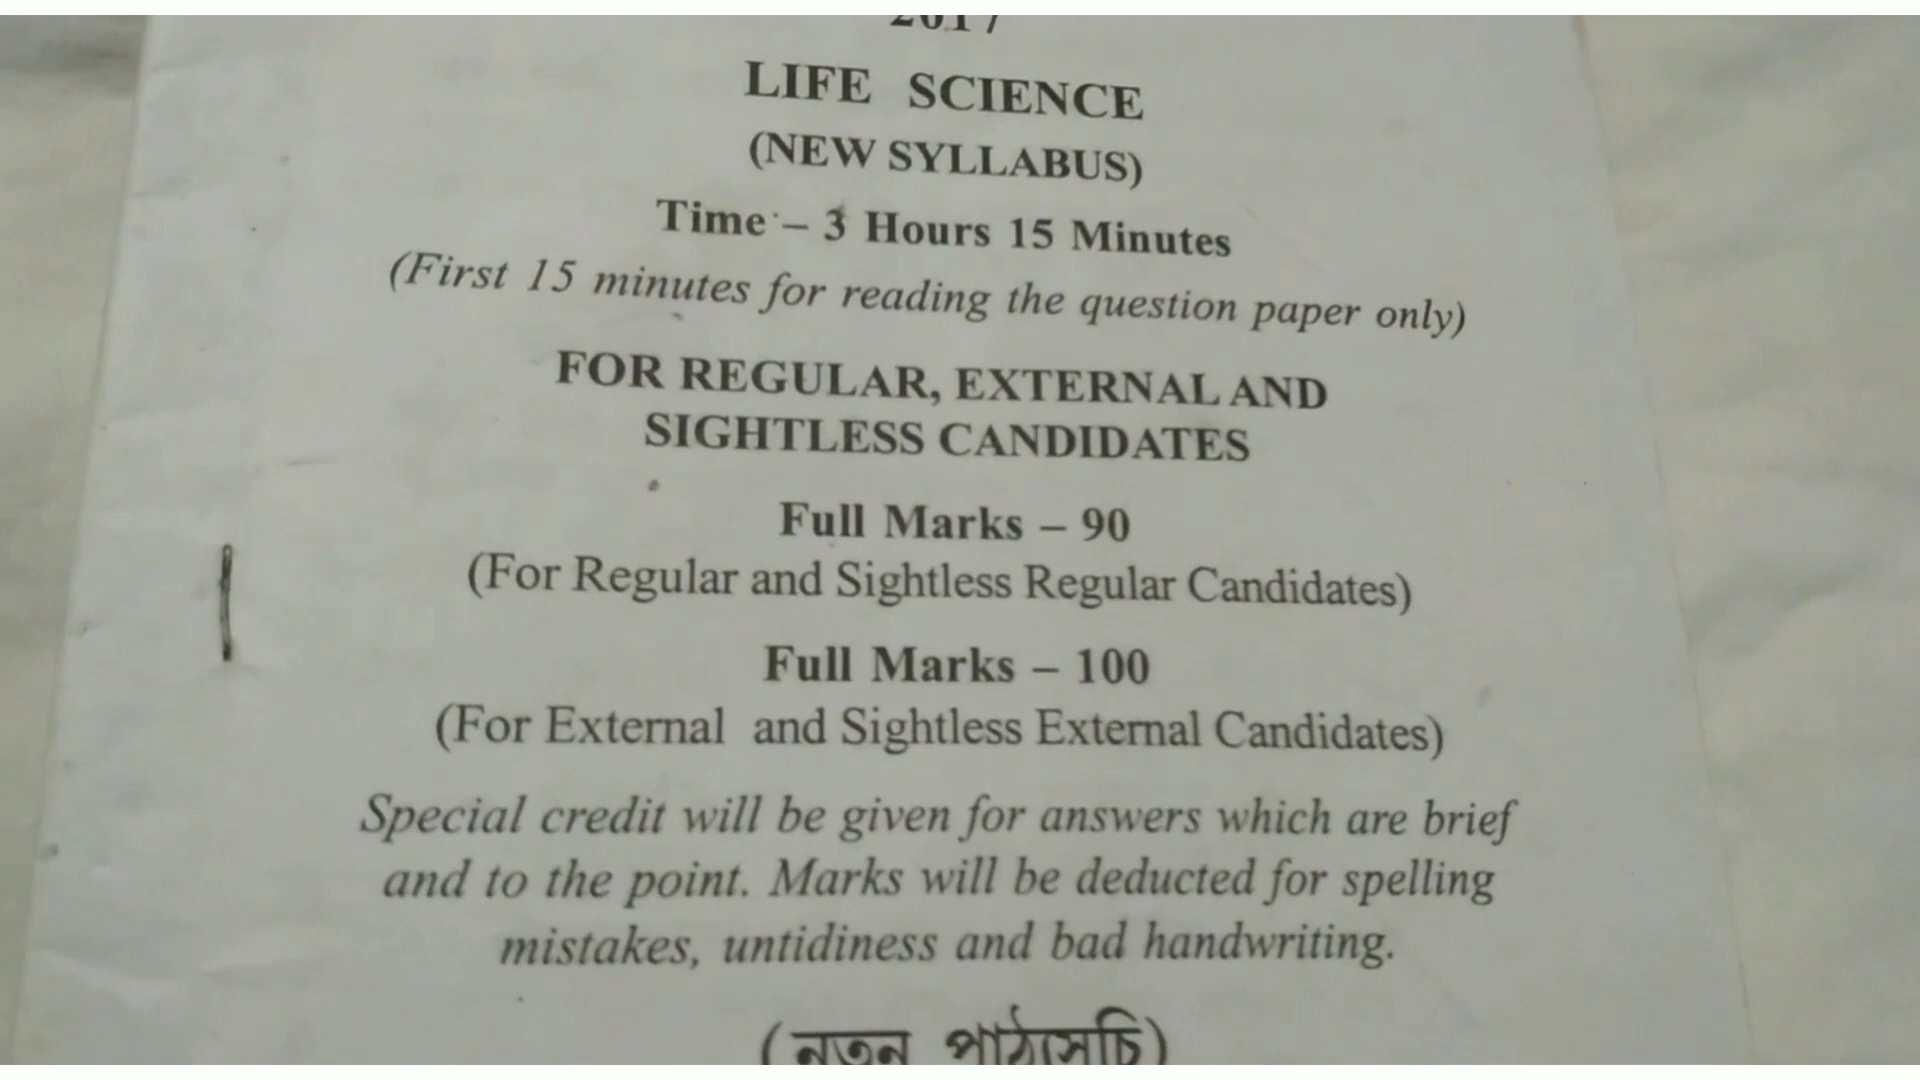 2017
LIFE SCIENCE
(NEW SYLLABUS)
Time – 3 Hours 15 Minutes
(First 15 minutes for reading the question paper only)
FOR REGULAR, EXTERNAL AND
SIGHTLESS CANDIDATES
Full Marks – 90
(For Regular and Sightless Regular Candidates)
Full Marks – 100
(For External and Sightless External Candidates)
Special credit will be given for answers which are brief
and to the point. Marks will be deducted for spelling
mistakes, untidiness and bad handwriting.
(নতুন পাঠ্যসূচি)